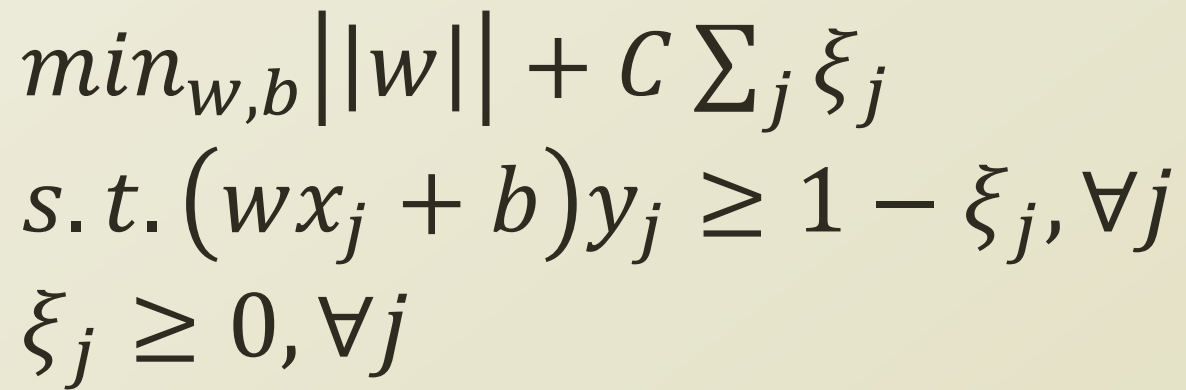 min_{w,b}||w|| + C ∑_j ξ_j
s.t.(wx_j + b)y_j ≥ 1 − ξ_j, ∀j
ξ_j ≥ 0, ∀j